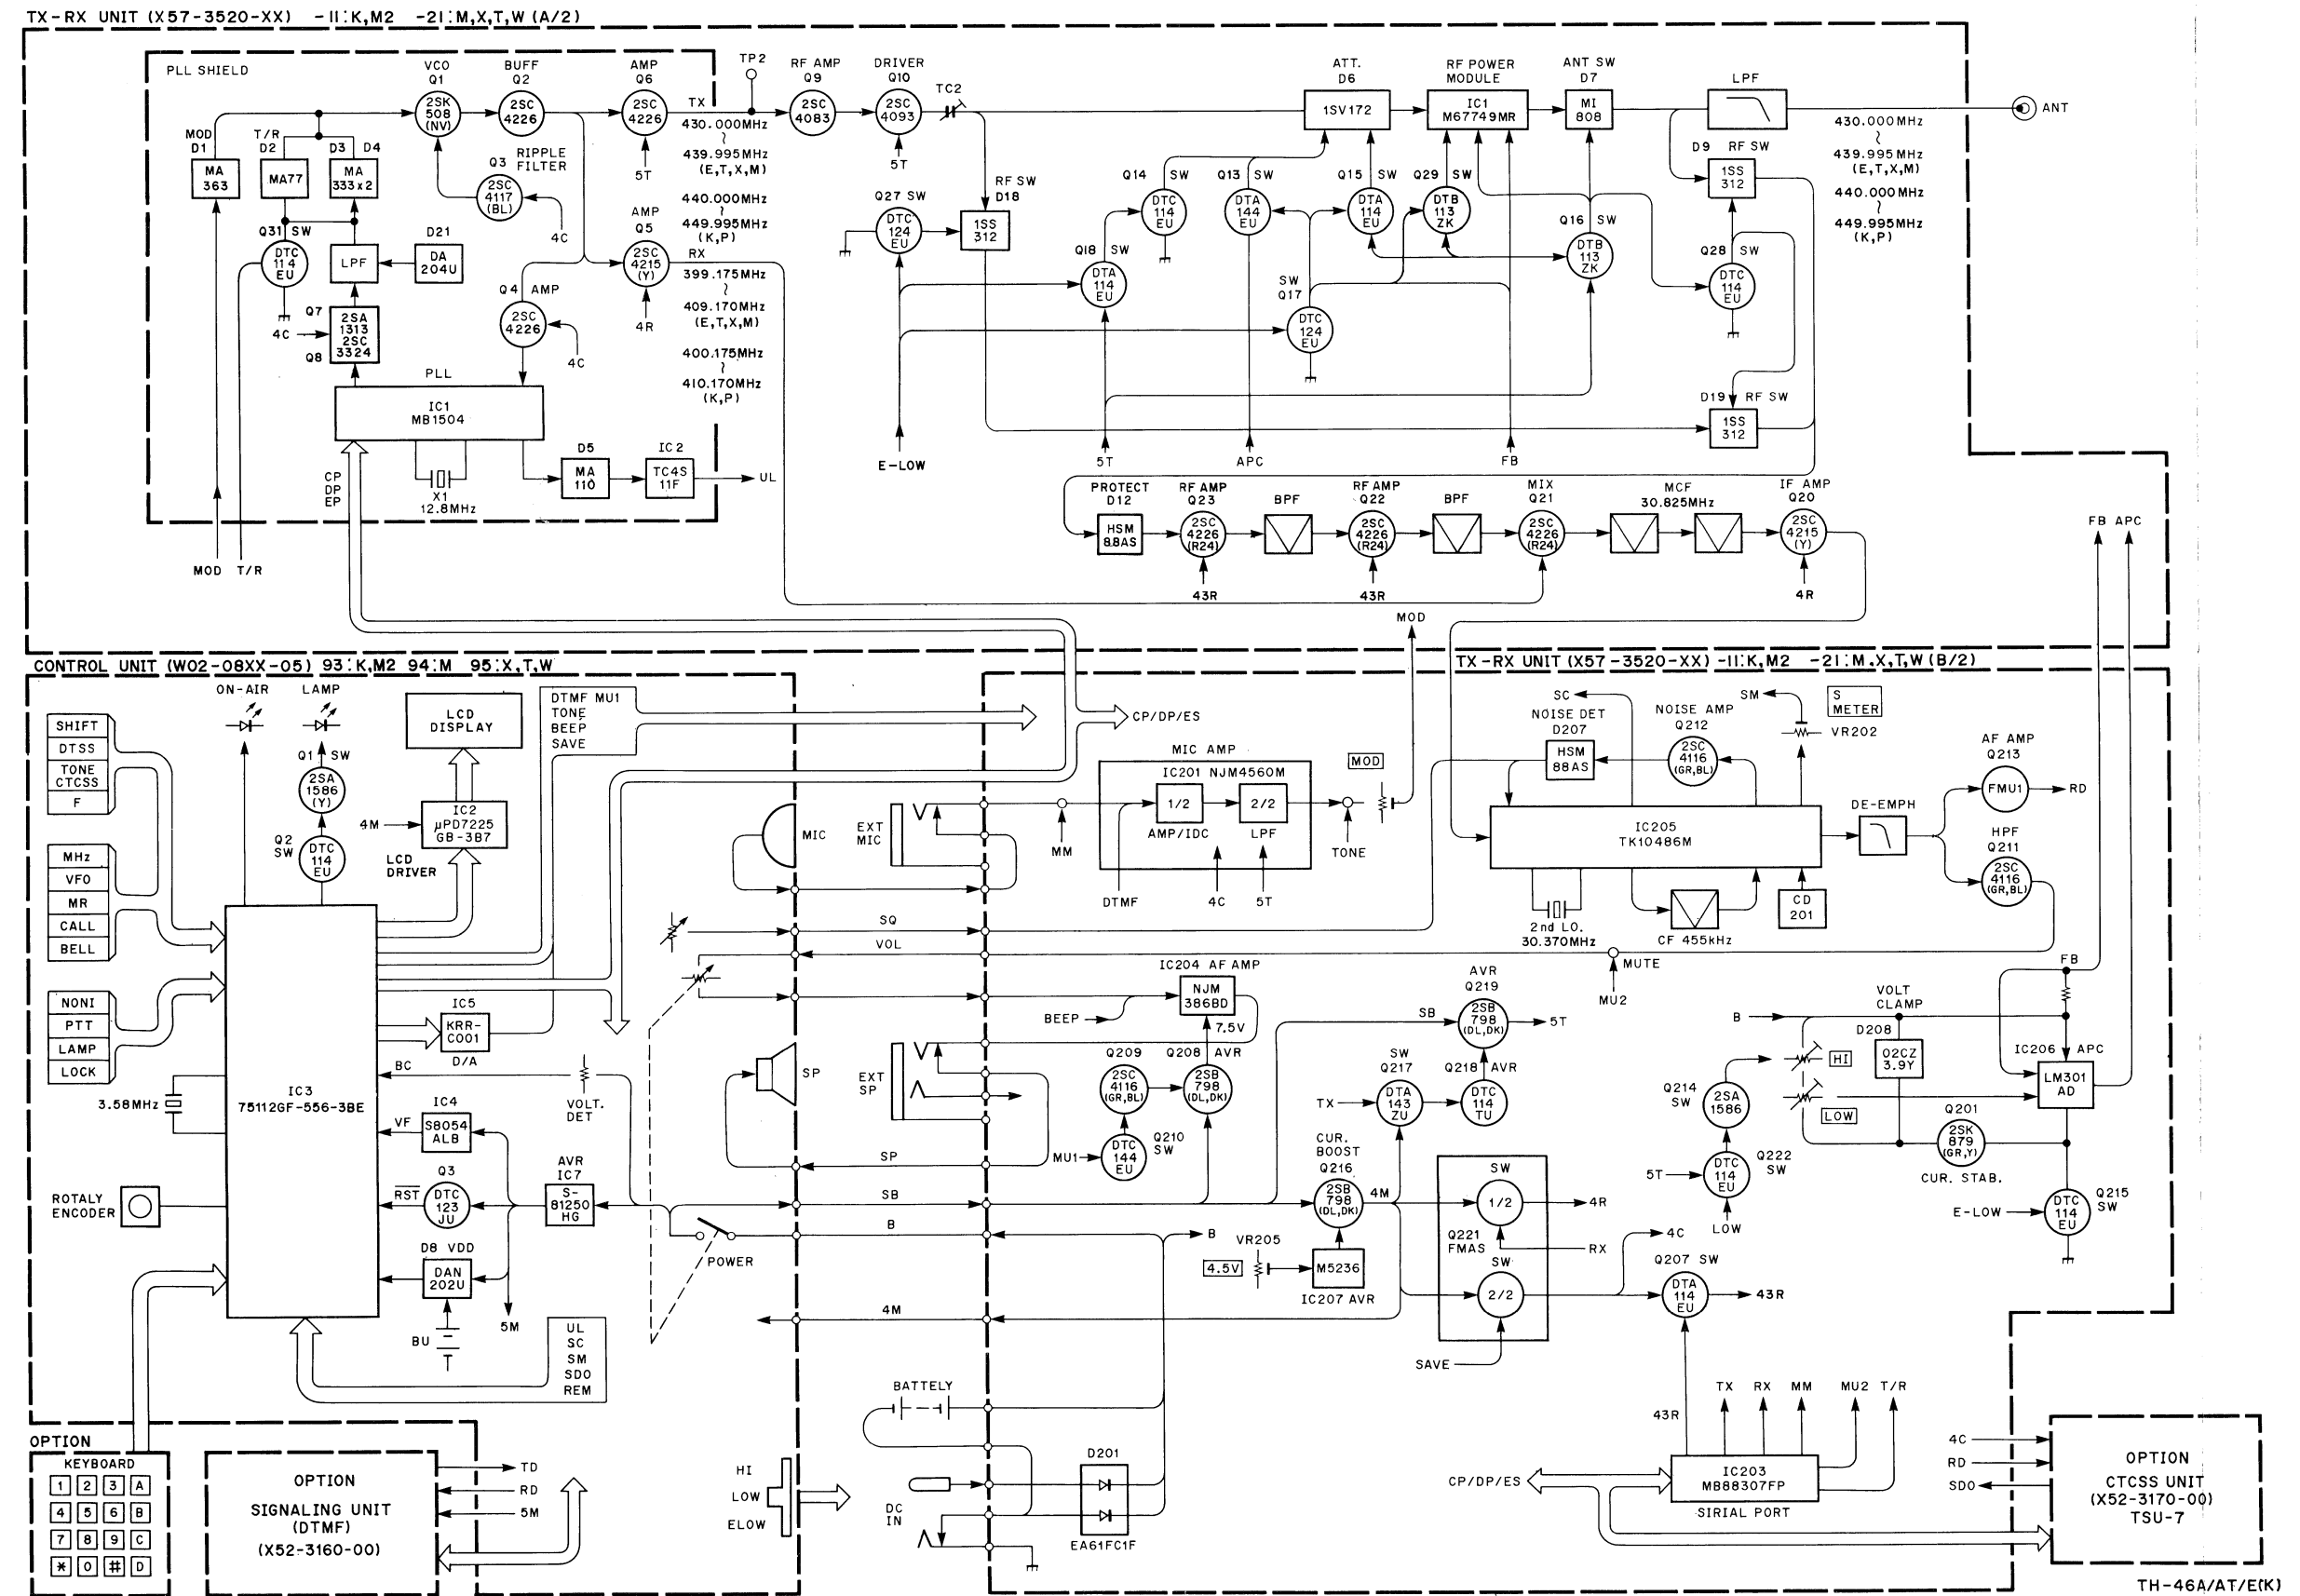 TX-RX UNIT (X57-3520-XX) -11:K,M2 -21:M,X,T,W (A/2)
PLL SHIELD
VCO
Q1
2SK
508
(NV)
BUFF
Q2
2SC
4226
AMP
Q6
2SC
4226
5T
TX
TP2
RF AMP
Q9
2SC
4083
DRIVER
Q10
2SC
4093
5T
TC2
ATT.
D6
1SV172
RF POWER
MODULE
IC1
M67749MR
ANT SW
D7
MI
808
LPF
ANT
430.000MHz
~
439.995MHz
(E,T,X,M)
440.000MHz
~
449.995MHz
(K,P)
430.000MHz
~
439.995MHz
(E,T,X,M)
440.000MHz
~
449.995MHz
(K,P)
MOD
D1
MA
363
T/R
D2
MA77
D3 D4
MA
333x2
Q3 RIPPLE
FILTER
2SC
4117
(BL)
4C
AMP
Q5
2SC
4215
(Y)
4R
RX
399.175MHz
~
409.170MHz
(E,T,X,M)
400.175MHz
~
410.170MHz
(K,P)
Q31 SW
DTC
114
EU
LPF
D21
DA
204U
Q4 AMP
2SC
4226
4C
Q7
4C
Q8
2SA
1313
2SC
3324
PLL
IC1
MB1504
X1
12.8MHz
D5
MA
110
IC2
TC4S
11F
UL
CP
DP
EP
MOD T/R
Q27 SW
DTC
124
EU
RF SW
D18
1SS
312
Q14 SW
DTC
114
EU
Q13 SW
DTA
144
EU
Q15 SW
DTA
114
EU
Q29 SW
DTB
113
ZK
Q16 SW
DTB
113
ZK
D9 RF SW
1SS
312
Q28 SW
DTC
114
EU
Q18 SW
DTA
114
EU
SW
Q17
DTC
124
EU
D19 RF SW
1SS
312
E-LOW
5T
APC
FB
PROTECT
D12
HSM
88AS
RF AMP
Q23
2SC
4226
(R24)
43R
BPF
RF AMP
Q22
2SC
4226
(R24)
43R
BPF
MIX
Q21
2SC
4226
(R24)
MCF
30.825MHz
IF AMP
Q20
2SC
4215
(Y)
4R
FB APC
CONTROL UNIT (W02-08XX-05) 93:K,M2 94:M 95:X,T,W
TX-RX UNIT (X57-3520-XX) -11:K,M2 -21:M,X,T,W (B/2)
ON-AIR
LAMP
SHIFT
DTSS
TONE
CTCSS
F
MHz
VFO
MR
CALL
BELL
NONI
PTT
LAMP
LOCK
Q1 SW
2SA
1586
(Y)
Q2
SW
DTC
114
EU
LCD
DISPLAY
4M
IC2
µPD7225
GB-3B7
LCD
DRIVER
DTMF MU1
TONE
BEEP
SAVE
CP/DP/ES
MIC
EXT
MIC
MM
MIC AMP
IC201 NJM4560M
1/2
2/2
AMP/IDC
LPF
DTMF
4C
5T
MOD
MOD
TONE
SC
NOISE DET
D207
HSM
88AS
NOISE AMP
Q212
2SC
4116
(GR,BL)
SM
S
METER
VR202
AF AMP
Q213
FMU1
RD
IC205
TK10486M
DE-EMPH
HPF
Q211
2SC
4116
(GR,BL)
2nd LO.
30.370MHz
CF 455kHz
CD
201
IC3
75112GF-556-3BE
3.58MHz
ROTALY
ENCODER
IC5
KRR-
C001
D/A
BC
VOLT.
DET
IC4
VF
S8054
ALB
Q3
RST
DTC
123
JU
AVR
IC7
S-
81250
HG
D8 VDD
DAN
202U
BU
5M
UL
SC
SM
SDO
REM
SQ
VOL
SP
EXT
SP
SP
SB
B
POWER
4M
IC204 AF AMP
NJM
386BD
BEEP
7.5V
Q209
2SC
4116
(GR,BL)
Q208 AVR
2SB
798
(DL,DK)
MU1
DTC
144
EU
Q210
SW
MUTE
MU2
AVR
Q219
SB
2SB
798
(DL,DK)
5T
SW
Q217
TX
DTA
143
ZU
Q218 AVR
DTC
114
TU
CUR.
BOOST
Q216
2SB
798
(DL,DK)
4M
B
VR205
4.5V
M5236
IC207 AVR
SW
1/2
4R
Q221
FMAS
RX
SW
2/2
4C
SAVE
Q207 SW
DTA
114
EU
43R
B
VOLT
CLAMP
D208
02CZ
3.9Y
HI
LOW
FB
IC206 APC
LM301
AD
Q214
SW
2SA
1586
5T
DTC
114
EU
Q222
SW
LOW
Q201
2SK
879
(GR,Y)
CUR. STAB.
E-LOW
DTC
114
EU
Q215
SW
BATTELY
D201
EA61FC1F
DC
IN
HI
LOW
ELOW
43R
TX RX MM MU2 T/R
CP/DP/ES
IC203
MB88307FP
SIRIAL PORT
4C
RD
SDO
OPTION
CTCSS UNIT
(X52-3170-00)
TSU-7
OPTION
KEYBOARD
1 2 3 A
4 5 6 B
7 8 9 C
* 0 # D
OPTION
SIGNALING UNIT
(DTMF)
(X52-3160-00)
TD
RD
5M
TH-46A/AT/E(K)